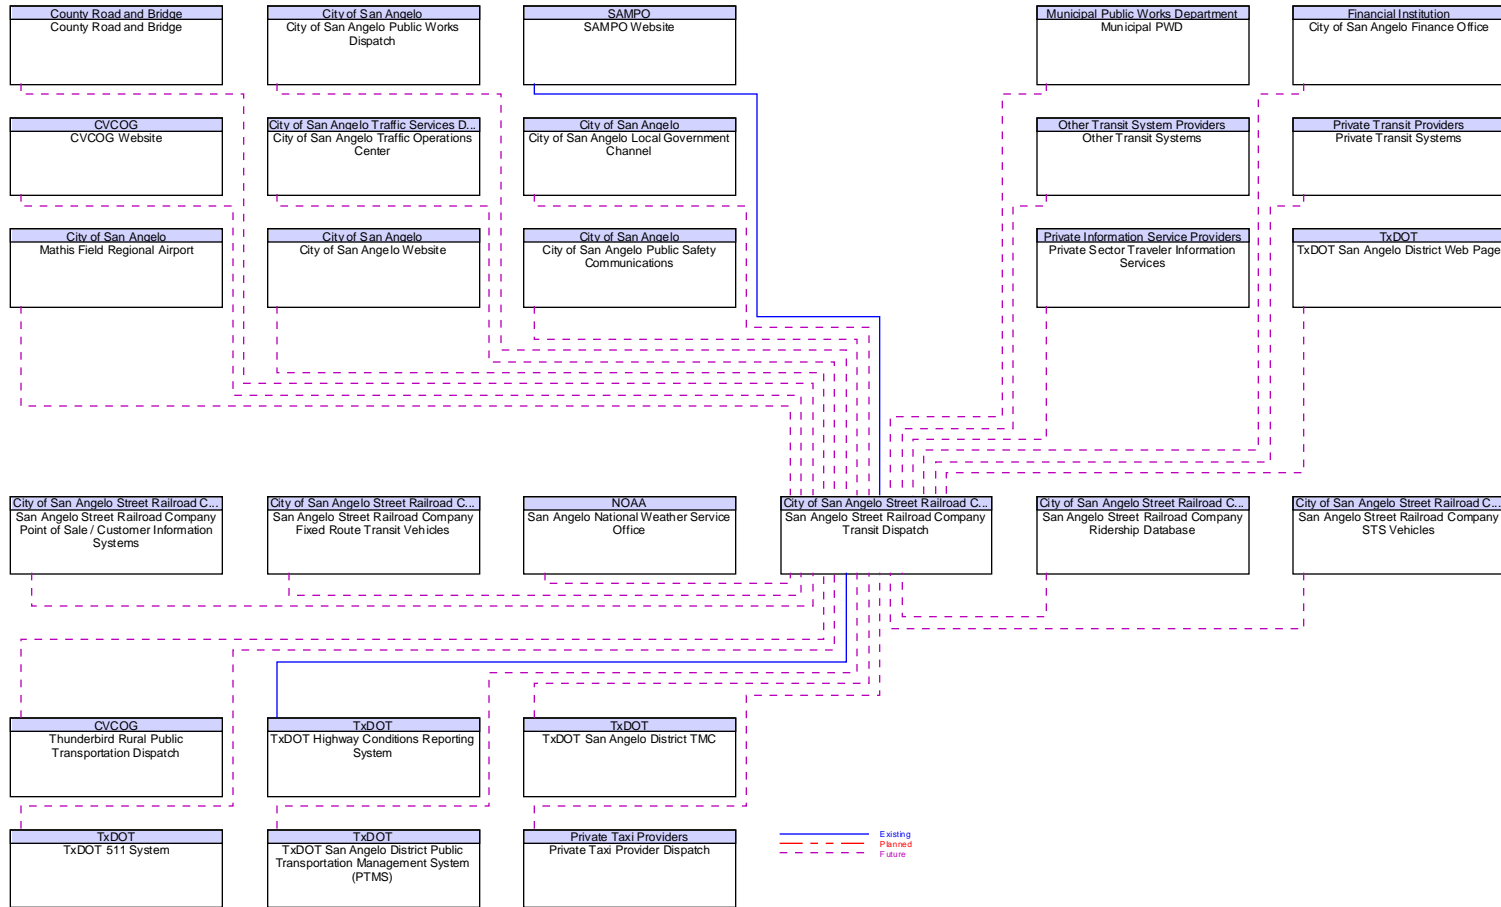 County Road and Bridge
County Road and Bridge
City of San Angelo
City of San Angelo Public Works
Dispatch
SAMPO
SAMPO Website
Municipal Public Works Department
Municipal PWD
Financial Institution
City of San Angelo Finance Office
CVCOG
CVCOG Website
City of San Angelo Traffic Services D...
City of San Angelo Traffic Operations
Center
City of San Angelo
City of San Angelo Local Government
Channel
Other Transit System Providers
Other Transit Systems
Private Transit Providers
Private Transit Systems
City of San Angelo
Mathis Field Regional Airport
City of San Angelo
City of San Angelo Website
City of San Angelo
City of San Angelo Public Safety
Communications
Private Information Service Providers
Private Sector Traveler Information
Services
TxDOT
TxDOT San Angelo District Web Page
City of San Angelo Street Railroad C...
San Angelo Street Railroad Company
Point of Sale / Customer Information
Systems
City of San Angelo Street Railroad C...
San Angelo Street Railroad Company
Fixed Route Transit Vehicles
NOAA
San Angelo National Weather Service
Office
City of San Angelo Street Railroad C...
San Angelo Street Railroad Company
Transit Dispatch
City of San Angelo Street Railroad C...
San Angelo Street Railroad Company
Ridership Database
City of San Angelo Street Railroad C...
San Angelo Street Railroad Company
STS Vehicles
CVCOG
Thunderbird Rural Public
Transportation Dispatch
TxDOT
TxDOT Highway Conditions Reporting
System
TxDOT
TxDOT San Angelo District TMC
TxDOT
TxDOT 511 System
TxDOT
TxDOT San Angelo District Public
Transportation Management System
(PTMS)
Private Taxi Providers
Private Taxi Provider Dispatch
Existing
Planned
Future